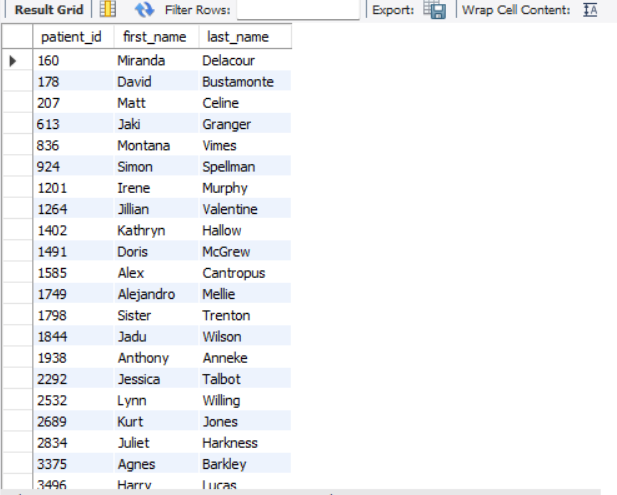 Result Grid Filter Rows: Export: Wrap Cell Content: IA
patient_id first_name last_name
160 Miranda Delacour
178 David Bustamonte
207 Matt Celine
613 Jaki Granger
836 Montana Vimes
924 Simon Spellman
1201 Irene Murphy
1264 Jillian Valentine
1402 Kathryn Hallow
1491 Doris McGrew
1585 Alex Cantropus
1749 Alejandro Mellie
1798 Sister Trenton
1844 Jadu Wilson
1938 Anthony Anneke
2292 Jessica Talbot
2532 Lynn Willing
2689 Kurt Jones
2834 Juliet Harkness
3375 Agnes Barkley
3496 Harry Lucas